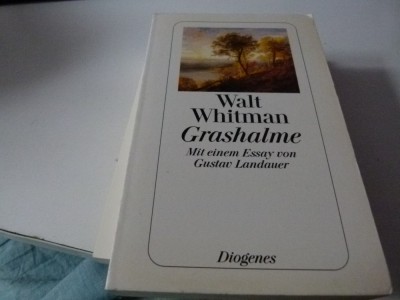 Walt
Whitman
Grashalme
Mit einem Essay von
Gustav Landauer
Diogenes